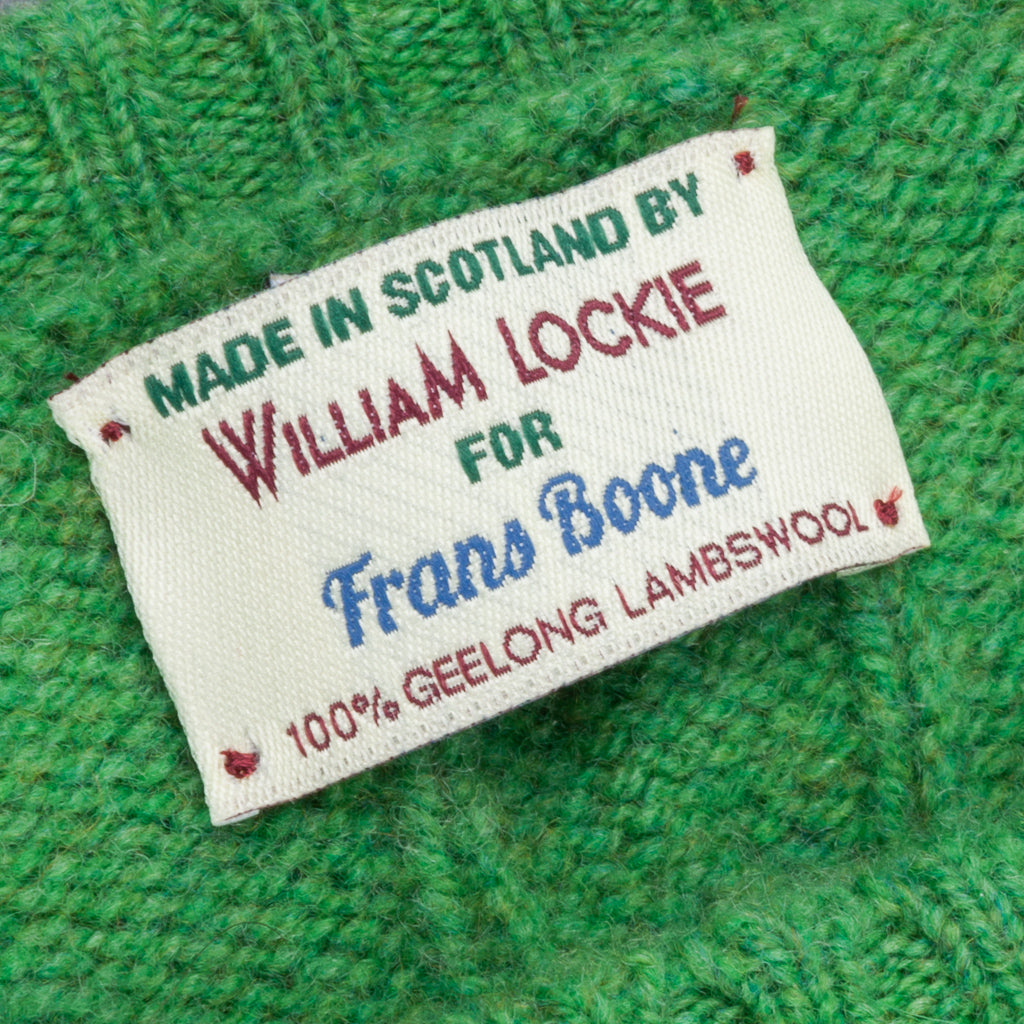 MADE IN SCOTLAND BY
WILLIAM LOCKIE
FOR
Frans Boone
100% GEELONG LAMBSWOOL